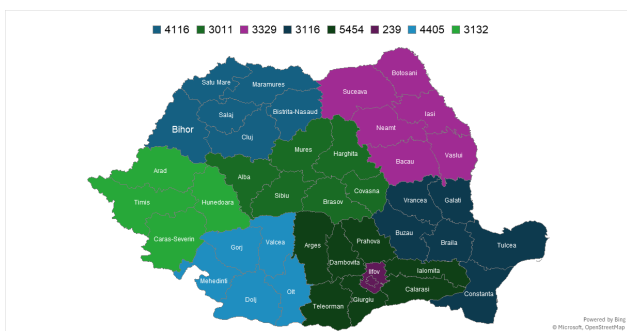 4116 3011 3329 3116 5454 239 4405 3132
Botosani
Satu Mare Maramures
Suceava
Bistrita-Nasaud
Salaj Iasi
Bihor Neamt
Cluj
Mures Harghita Bacau Vaslui
Arad Alba
Hunedoara Sibiu Brasov Covasna
Timis Vrancea Galati
Caras-Severin Gorj Valcea Arges Prahova Buzau Braila Tulcea
Dambovita Ilfov Ialomita
Mehedinti Olt Calarasi Constanta
Dolj Teleorman Giurgiu
Powered by Bing
© Microsoft, OpenStreetMap